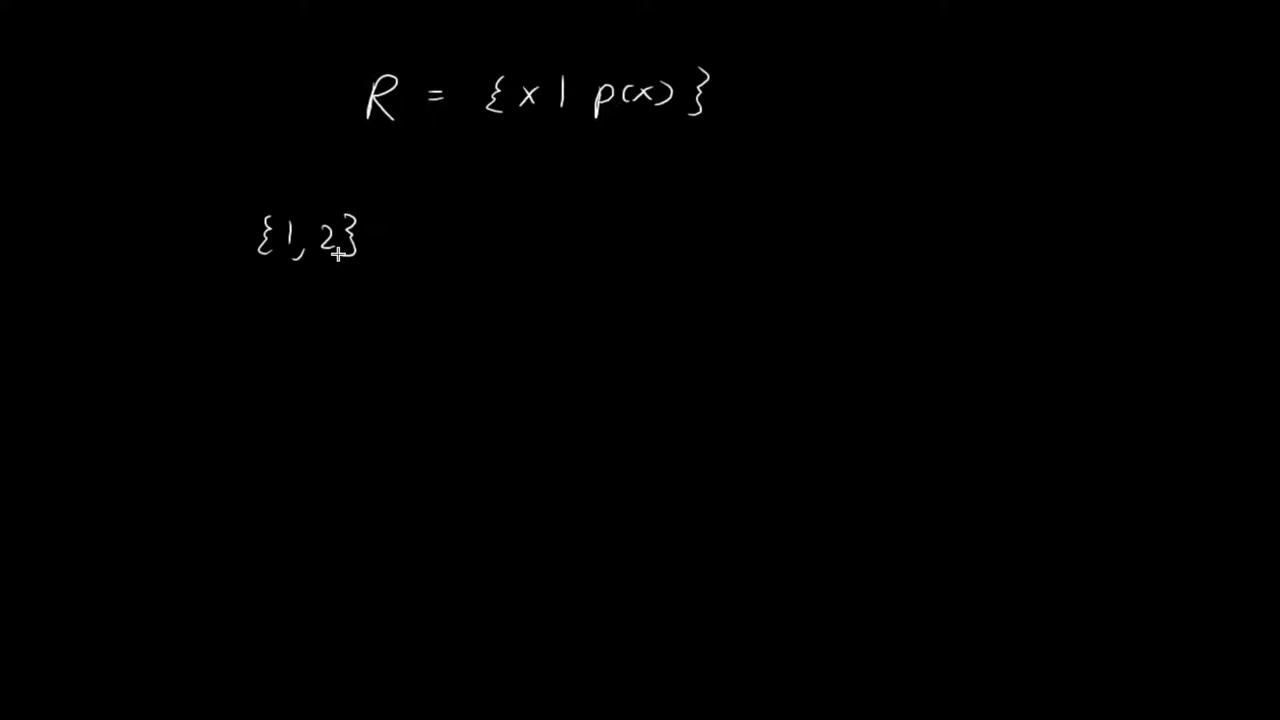 R = { x | p(x) }
{ 1, 2 }